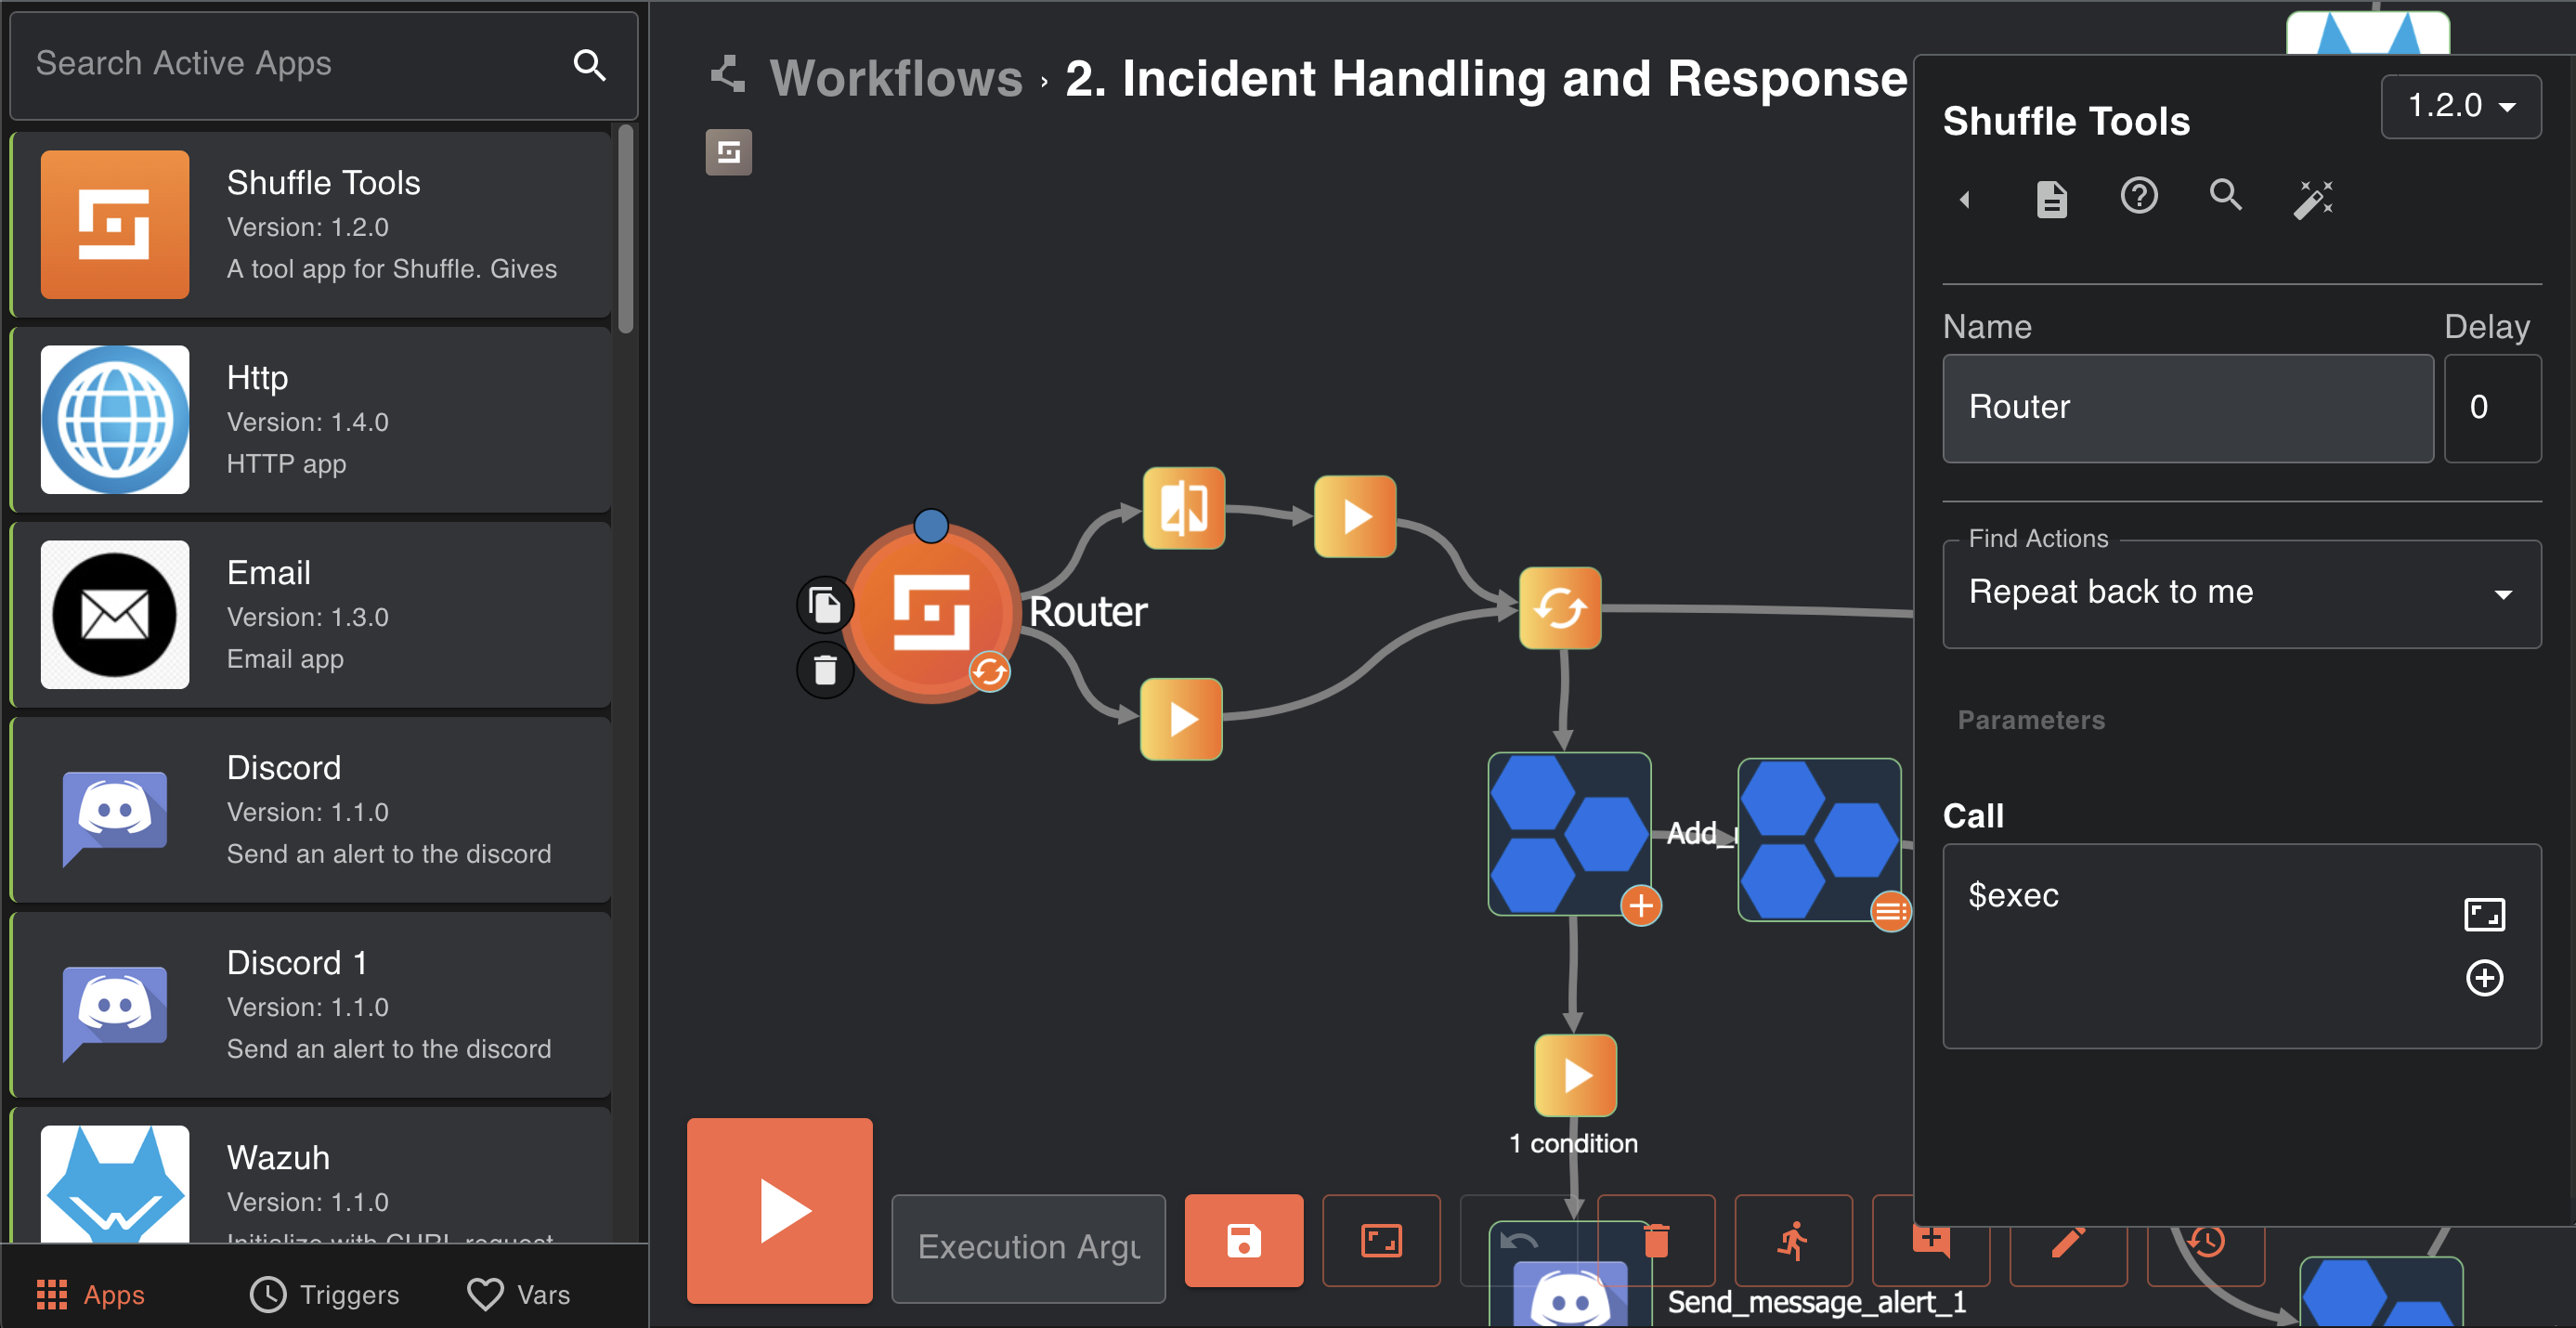 Search Active Apps
Shuffle Tools
Version: 1.2.0
A tool app for Shuffle. Gives
Http
Version: 1.4.0
HTTP app
Email
Version: 1.3.0
Email app
Discord
Version: 1.1.0
Send an alert to the discord
Discord 1
Version: 1.1.0
Send an alert to the discord
Wazuh
Version: 1.1.0
Initialize with CURL request
Apps
Triggers
Vars
Workflows › 2. Incident Handling and Response
Router
Add_
1 condition
Send_message_alert_1
Execution Argu
Shuffle Tools
1.2.0
Name
Delay
Router
0
Find Actions
Repeat back to me
Parameters
Call
$exec